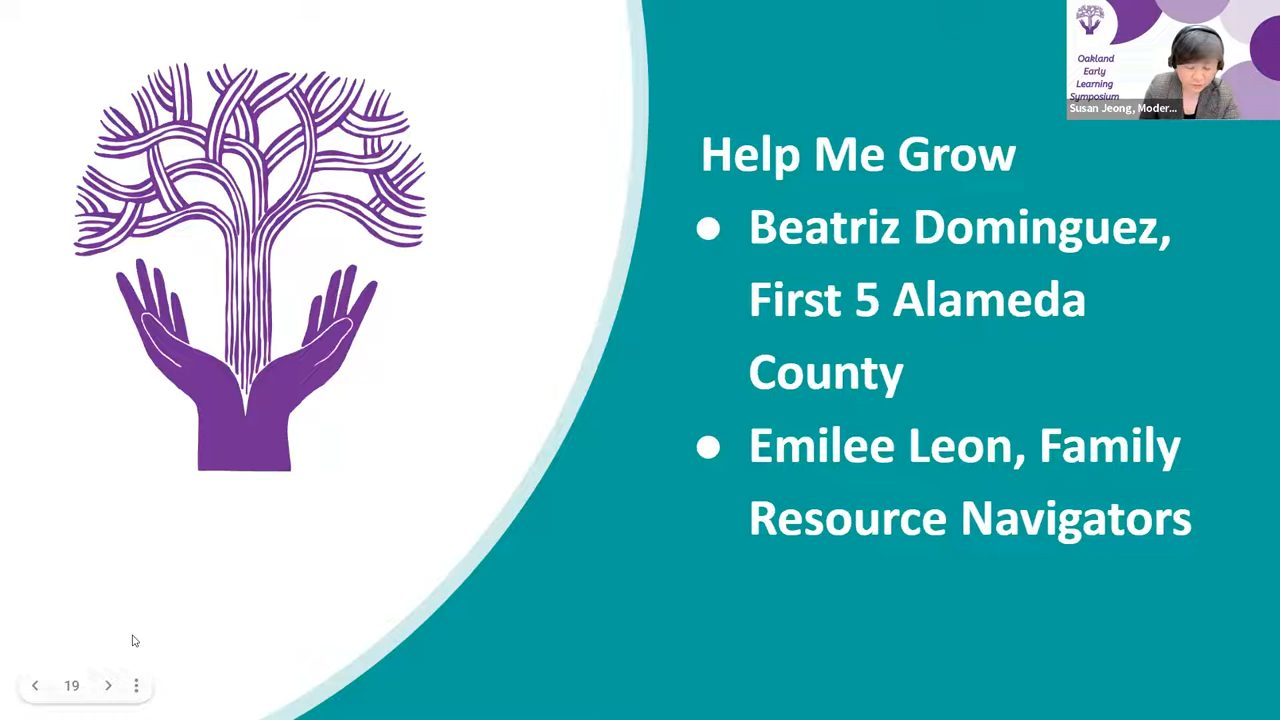 Oakland
Early
Learning
Symposium
Susan Jeong, Moder...
Help Me Grow
● Beatriz Dominguez,
First 5 Alameda
County
● Emilee Leon, Family
Resource Navigators
19